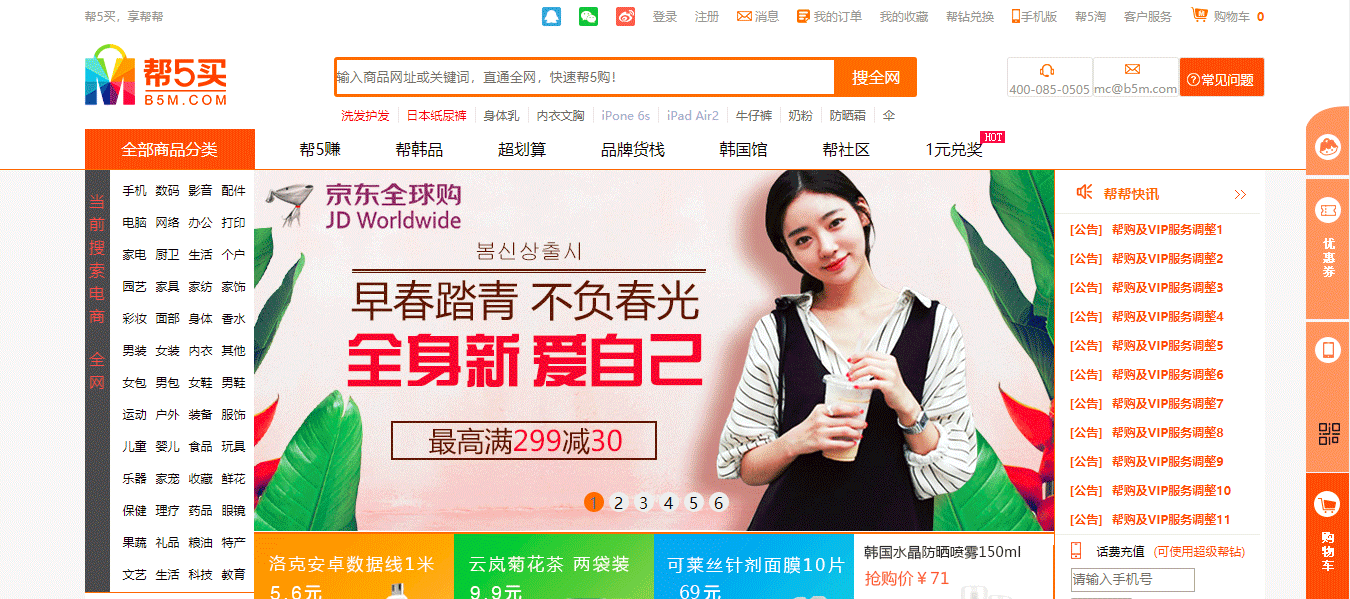 帮5买，享帮帮
登录 注册 消息 我的订单 我的收藏 帮钻兑换 手机版 帮5淘 客户服务 购物车 0
帮5买
B5M.COM
输入商品网址或关键词，直通全网，快速帮5购！ 搜全网
400-085-0505 mc@b5m.com 常见问题
洗发护发 日本纸尿裤 身体乳 内衣文胸 iPone 6s iPad Air2 牛仔裤 奶粉 防晒霜 伞
全部商品分类 帮5赚 帮韩品 超划算 品牌货栈 韩国馆 帮社区 1元兑奖 HOT
当前搜索电商 全网
手机 数码 影音 配件
电脑 网络 办公 打印
家电 厨卫 生活 个户
园艺 家具 家纺 家饰
彩妆 面部 身体 香水
男装 女装 内衣 其他
女包 男包 女鞋 男鞋
运动 户外 装备 服饰
儿童 婴儿 食品 玩具
乐器 家宠 收藏 鲜花
保健 理疗 药品 眼镜
果蔬 礼品 粮油 特产
文艺 生活 科技 教育
京东全球购
JD Worldwide
봄신상출시
早春踏青 不负春光
全身新 爱自己
最高满299减30
1 2 3 4 5 6
洛克安卓数据线1米
5.6元
云岚菊花茶 两袋装
9.9元
可莱丝针剂面膜10片
69元
韩国水晶防晒喷雾150ml
抢购价￥71
帮帮快讯
[公告] 帮购及VIP服务调整1
[公告] 帮购及VIP服务调整2
[公告] 帮购及VIP服务调整3
[公告] 帮购及VIP服务调整4
[公告] 帮购及VIP服务调整5
[公告] 帮购及VIP服务调整6
[公告] 帮购及VIP服务调整7
[公告] 帮购及VIP服务调整8
[公告] 帮购及VIP服务调整9
[公告] 帮购及VIP服务调整10
[公告] 帮购及VIP服务调整11
话费充值 (可使用超级帮钻)
请输入手机号
优惠券
购物车